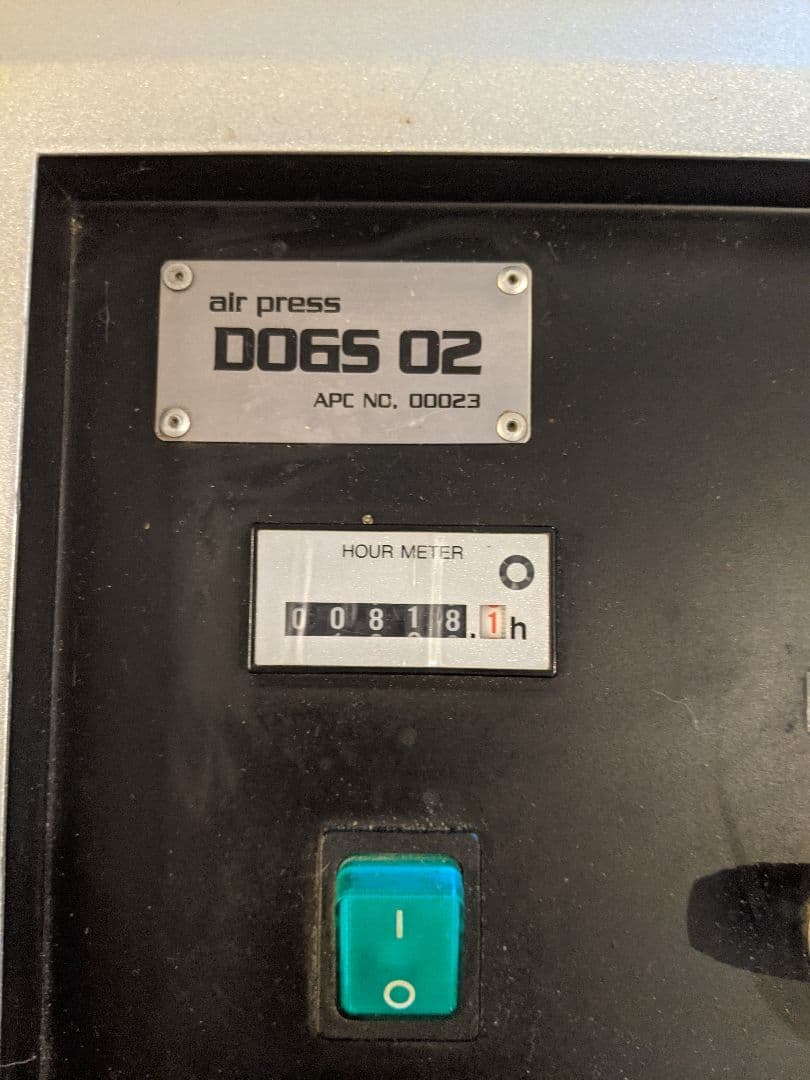 air press
DOGS 02
APC NO, 00023
HOUR METER
00818.1h
I
O